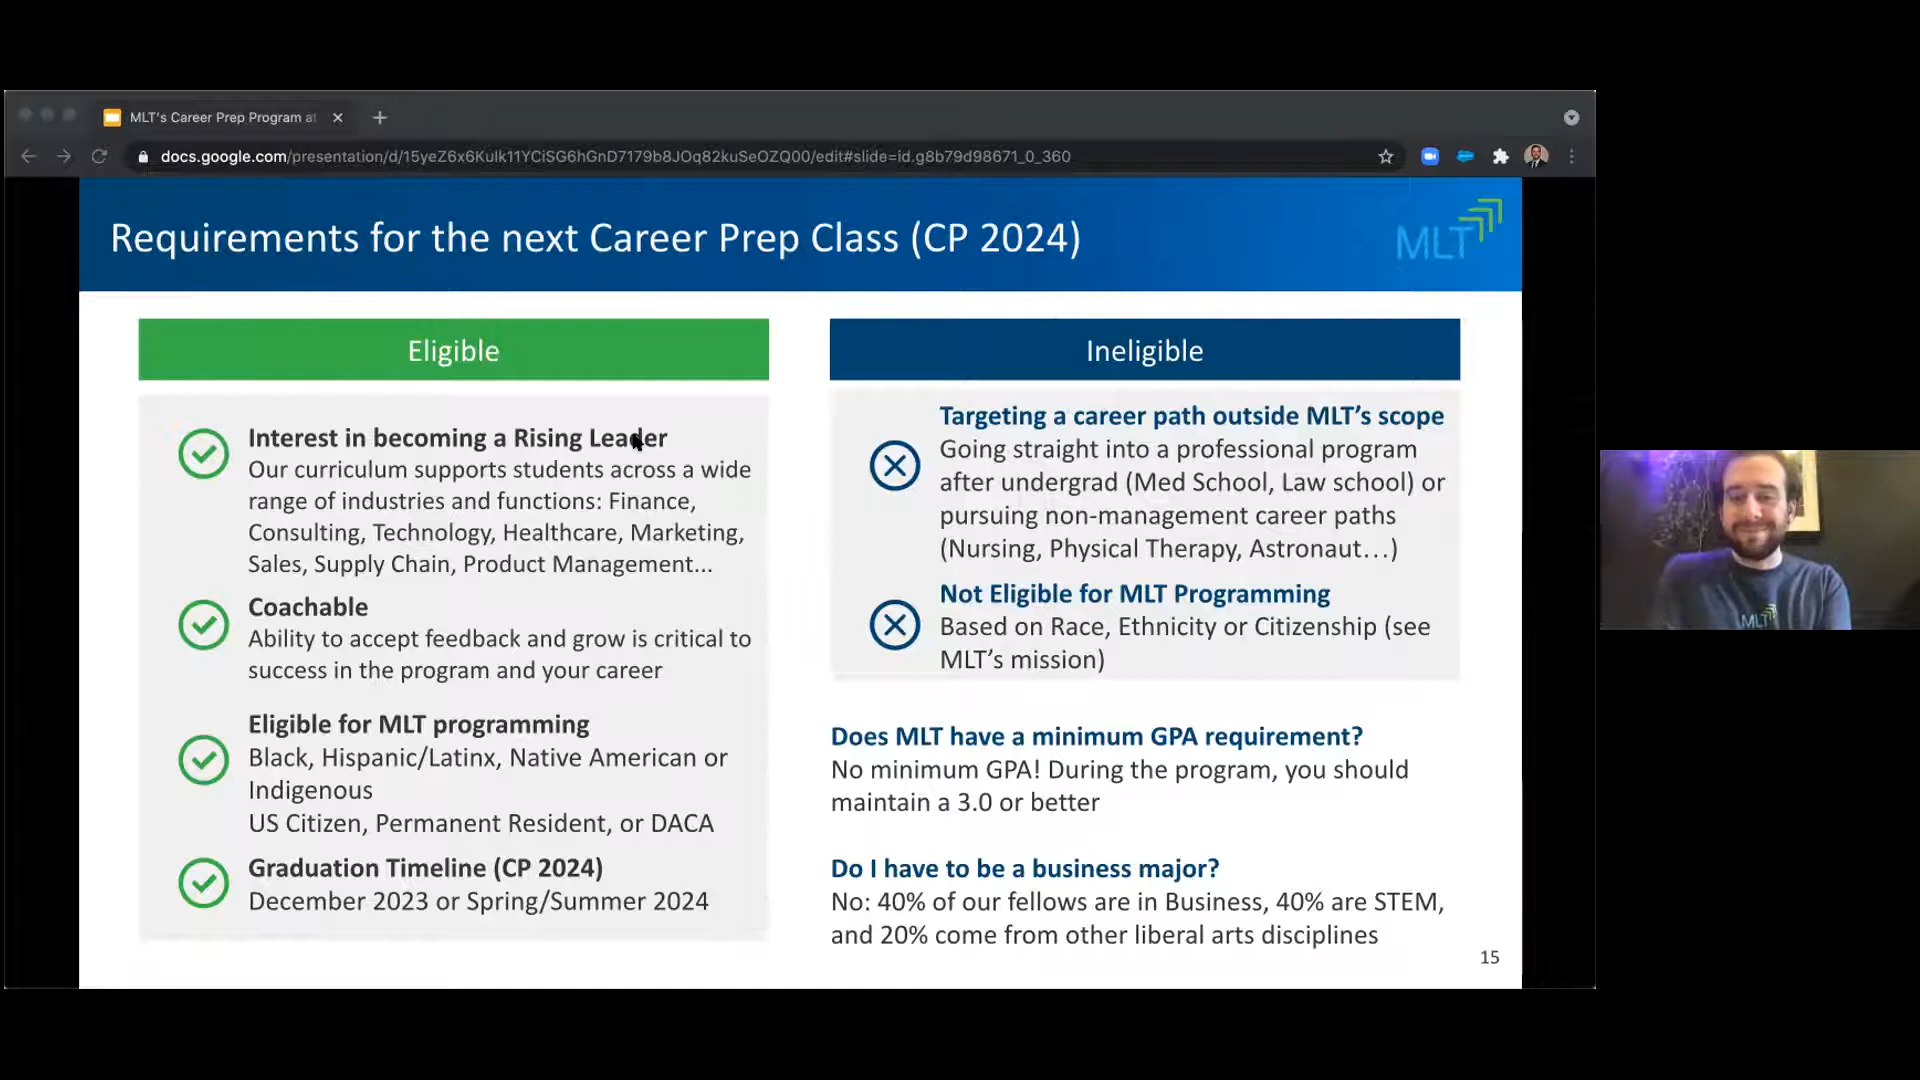 MLT's Career Prep Program at
docs.google.com/presentation/d/15yeZ6x6Kulk11YCiSG6hGnD7179b8JOq82kuSeOZQ00/edit#slide=id.g8b79d98671_0_360
Requirements for the next Career Prep Class (CP 2024)
MLT
Eligible
Interest in becoming a Rising Leader
Our curriculum supports students across a wide
range of industries and functions: Finance,
Consulting, Technology, Healthcare, Marketing,
Sales, Supply Chain, Product Management...
Coachable
Ability to accept feedback and grow is critical to
success in the program and your career
Eligible for MLT programming
Black, Hispanic/Latinx, Native American or
Indigenous
US Citizen, Permanent Resident, or DACA
Graduation Timeline (CP 2024)
December 2023 or Spring/Summer 2024
Ineligible
Targeting a career path outside MLT's scope
Going straight into a professional program
after undergrad (Med School, Law school) or
pursuing non-management career paths
(Nursing, Physical Therapy, Astronaut…)
Not Eligible for MLT Programming
Based on Race, Ethnicity or Citizenship (see
MLT's mission)
Does MLT have a minimum GPA requirement?
No minimum GPA! During the program, you should
maintain a 3.0 or better
Do I have to be a business major?
No: 40% of our fellows are in Business, 40% are STEM,
and 20% come from other liberal arts disciplines
15
MLT